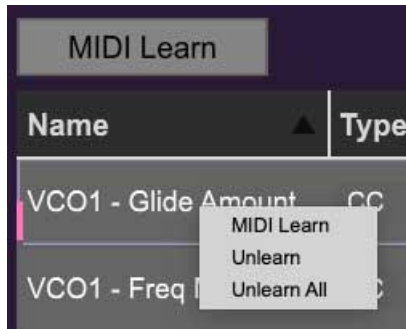 MIDI Learn
Name Type
VCO1 - Glide Amount CC
MIDI Learn
Unlearn
VCO1 - Freq
Unlearn All